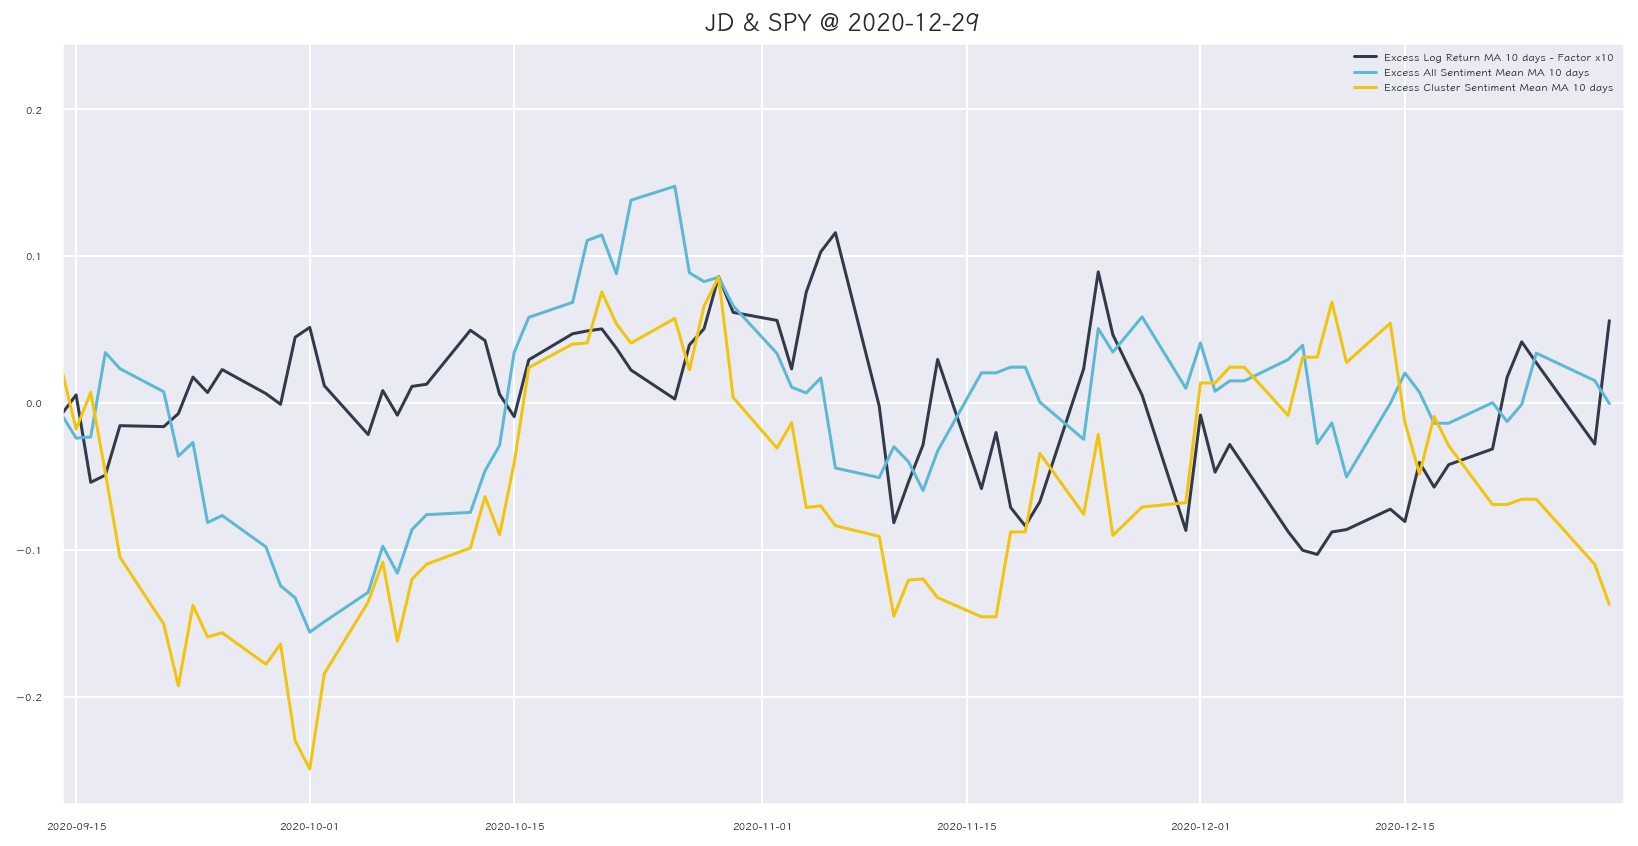 JD & SPY @ 2020-12-29
Excess Log Return MA 10 days - Factor x10
Excess All Sentiment Mean MA 10 days
Excess Cluster Sentiment Mean MA 10 days
0.2
0.1
0.0
−0.1
−0.2
2020-09-15 2020-10-01 2020-10-15 2020-11-01 2020-11-15 2020-12-01 2020-12-15